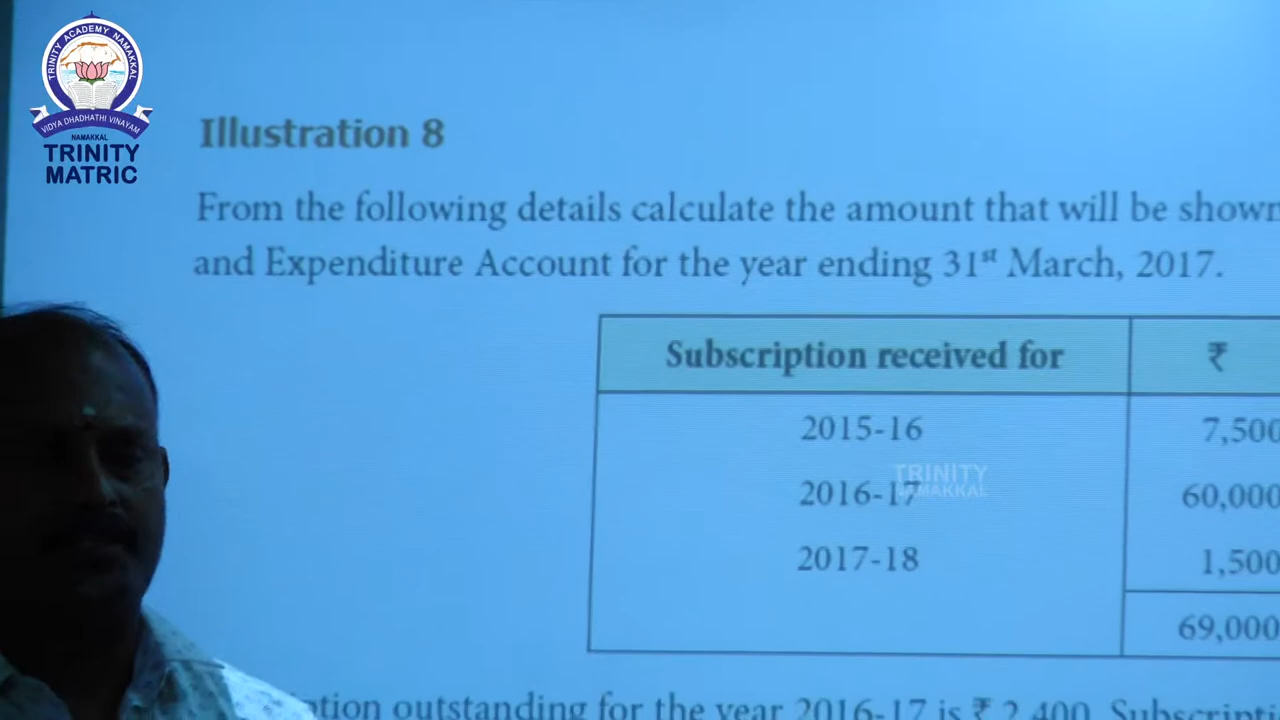 TRINITY ACADEMY NAMAKKAL
VIDYA DHADHATHI VINAYAM
NAMAKKAL
TRINITY
MATRIC
Illustration 8
From the following details calculate the amount that will be shown
and Expenditure Account for the year ending 31st March, 2017.
Subscription received for ₹
2015-16 7,500
2016-17 60,000
TRINITY
NAMAKKAL
2017-18 1,500
69,000
outstanding for the year 2016-17 is ₹ 2,400.